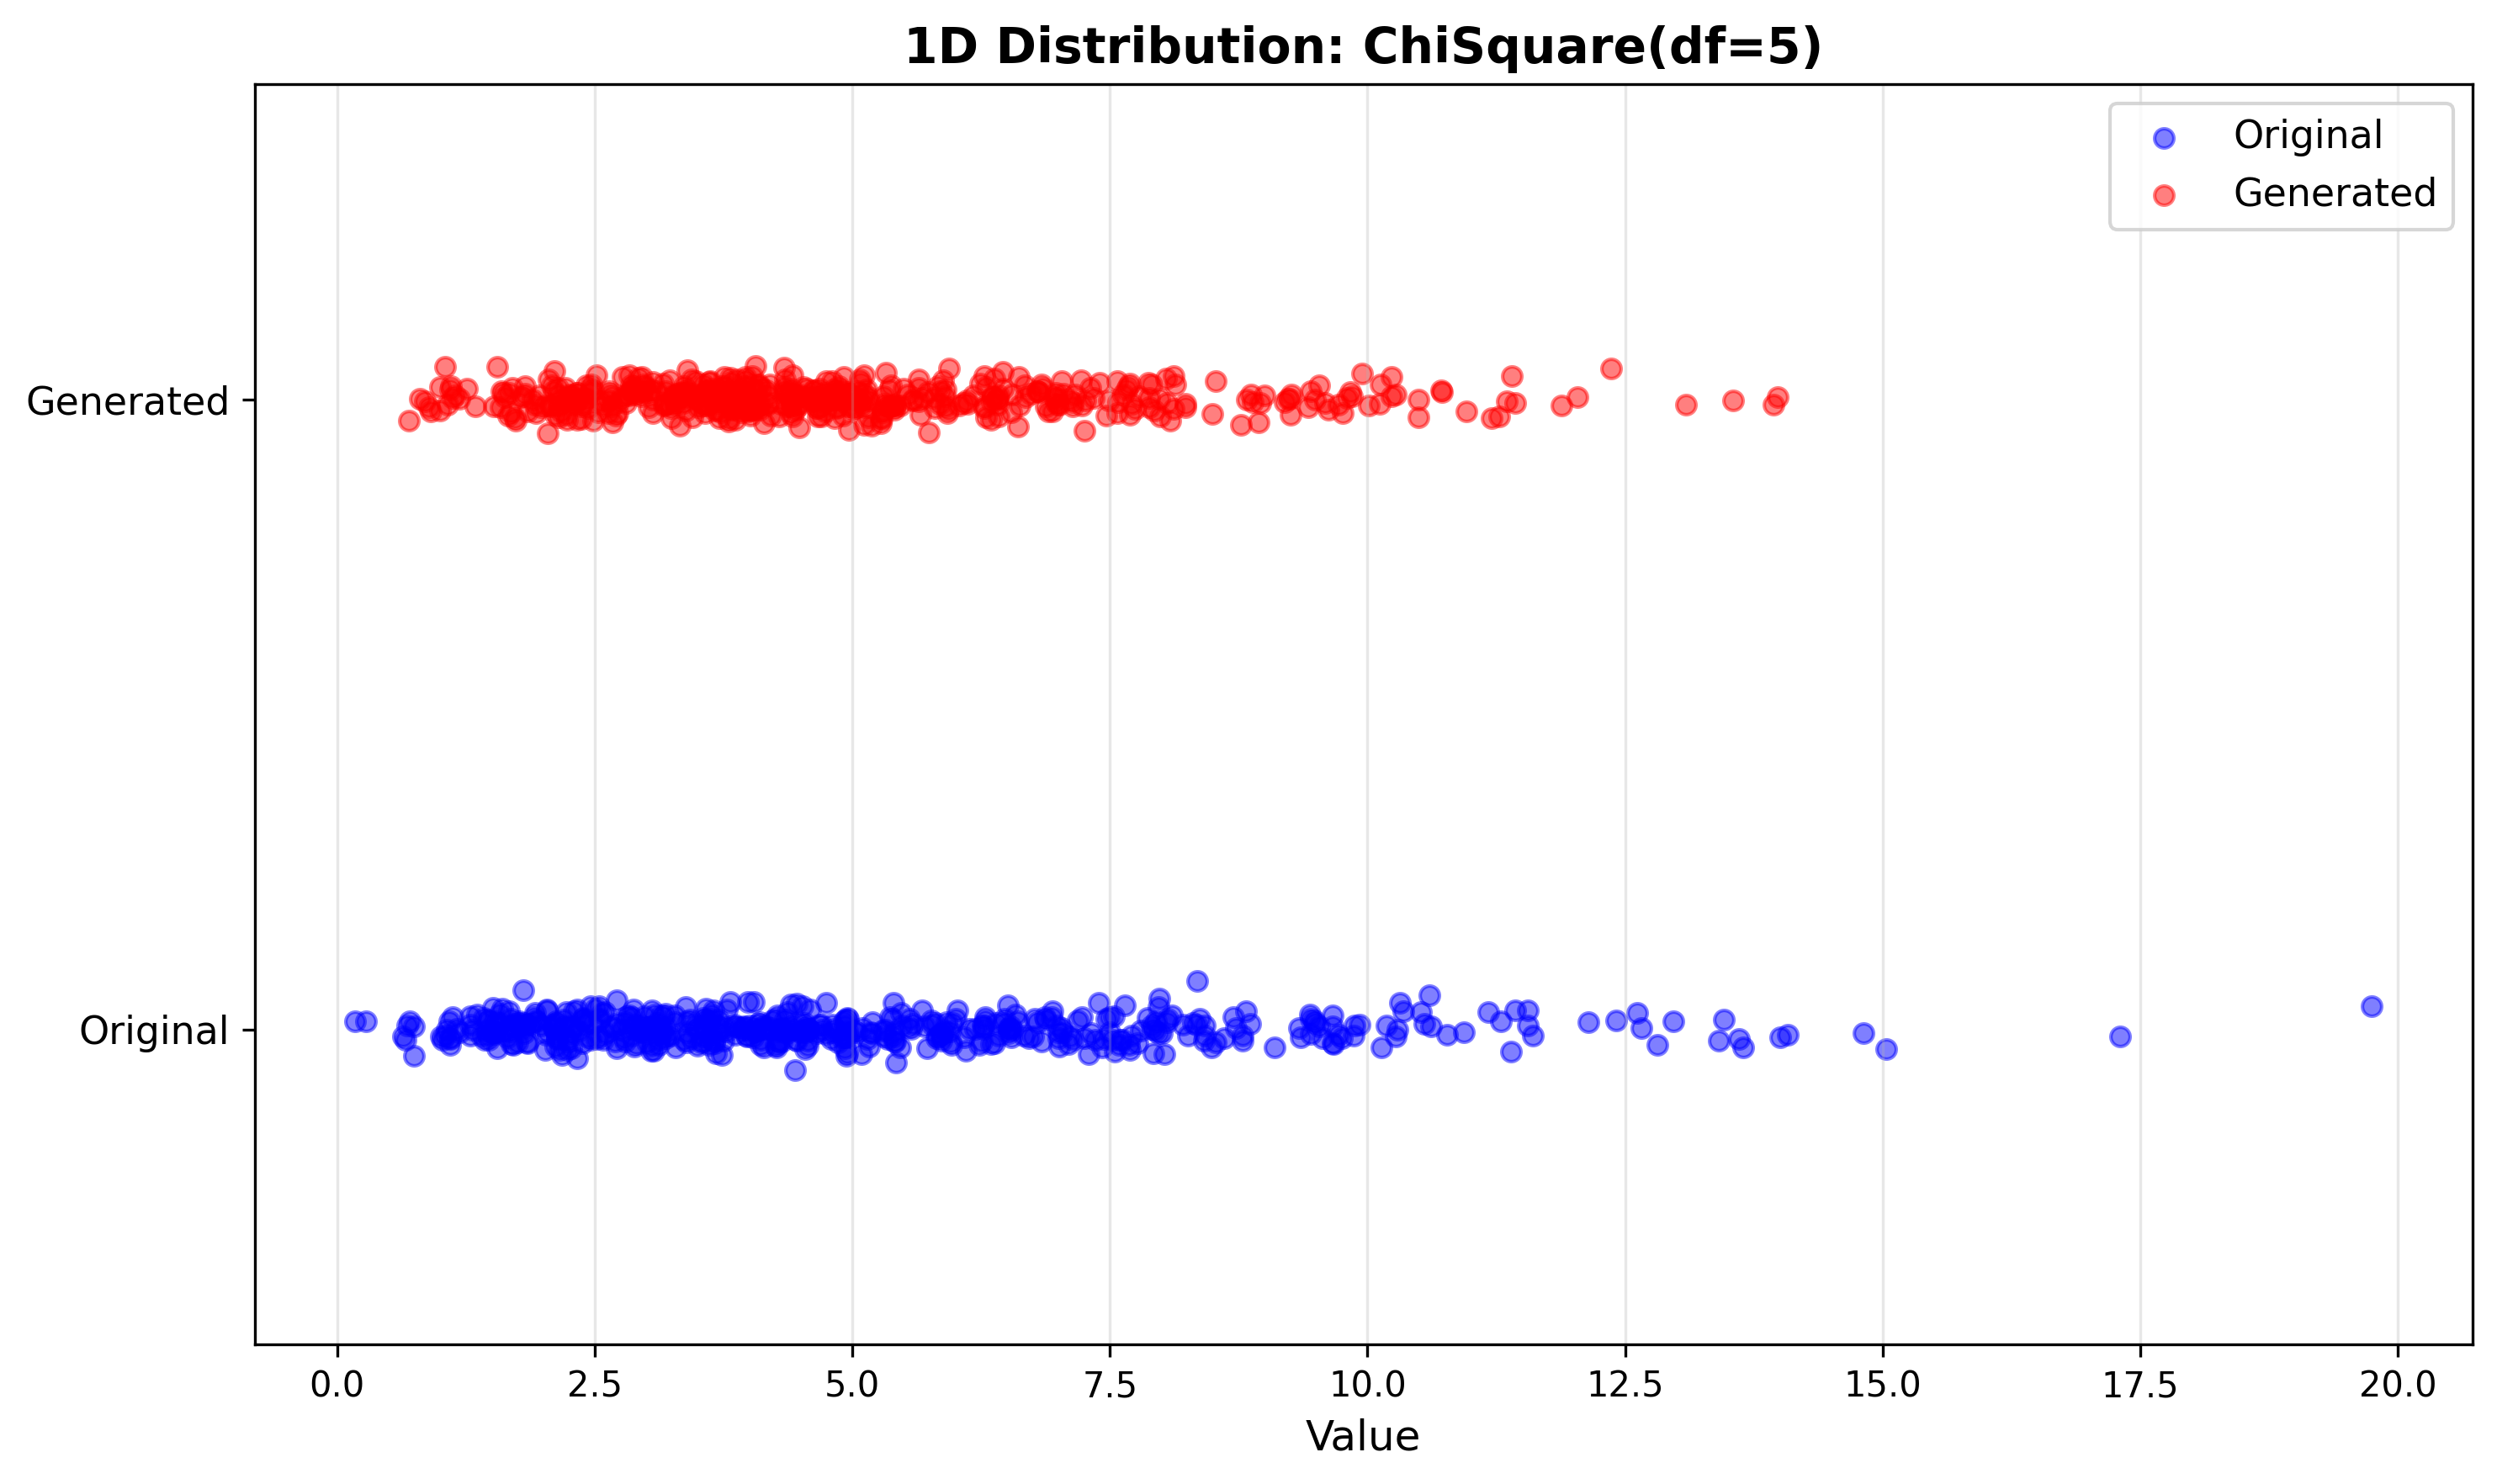 1D Distribution: ChiSquare(df=5)
Original
Generated
Generated
Original
0.0 2.5 5.0 7.5 10.0 12.5 15.0 17.5 20.0
Value